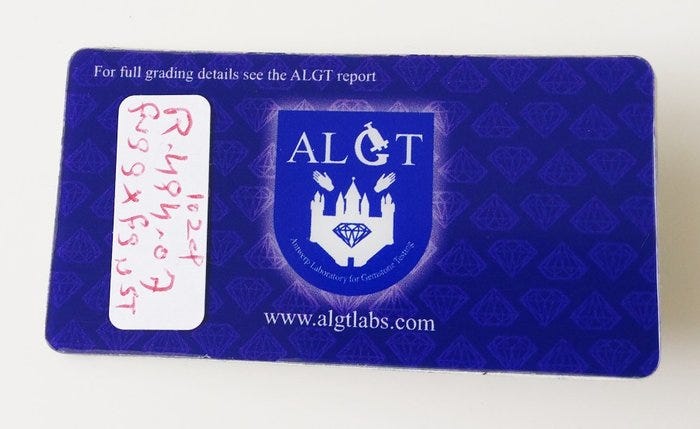 For full grading details see the ALGT report
ALGT
Antwerp Laboratory for Gemstone Testing
www.algtlabs.com